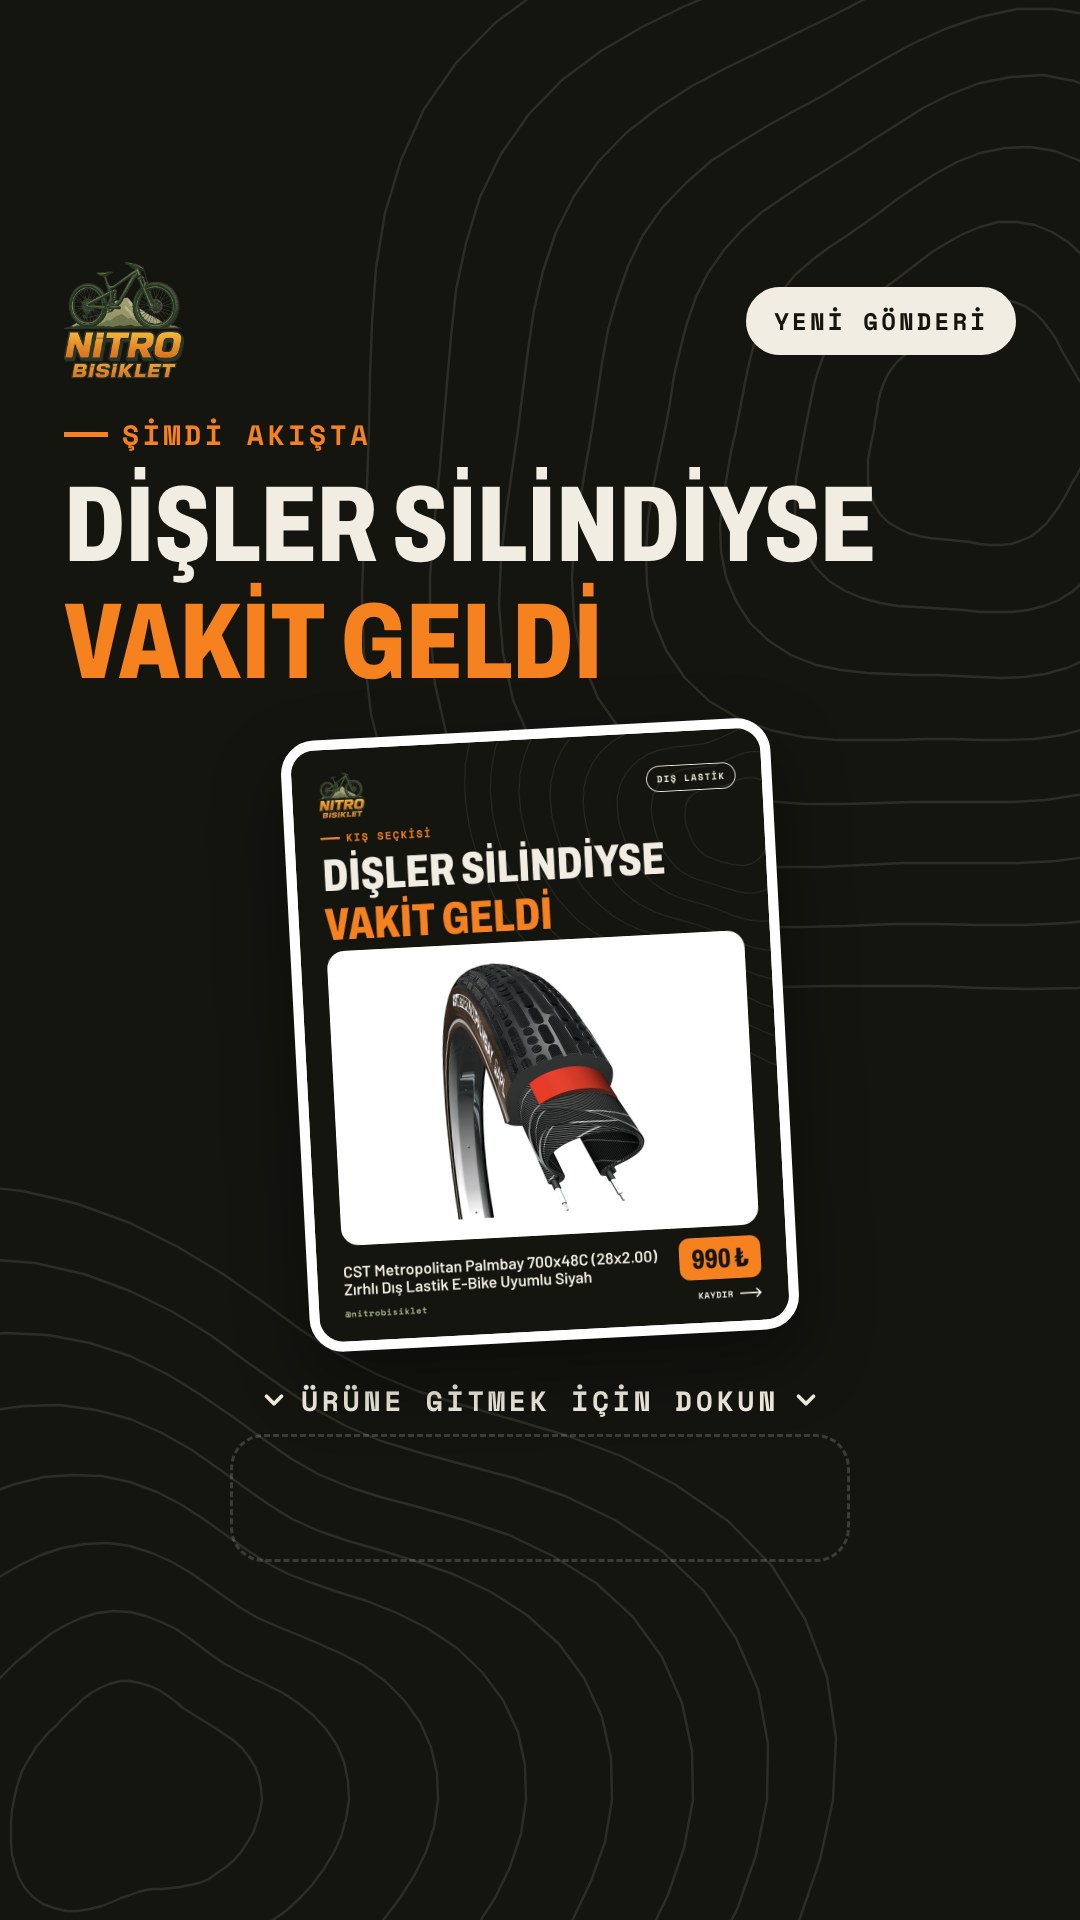 NiTRO
BiSiKLET
YENİ GÖNDERİ
ŞİMDİ AKIŞTA
DİŞLER SİLİNDİYSE
VAKİT GELDİ
NiTRO
BiSiKLET
DIŞ LASTİK
KIŞ SEÇKİSİ
DİŞLER SİLİNDİYSE
VAKİT GELDİ
CST Metropolitan Palmbay 700x48C (28x2.00)
Zırhlı Dış Lastik E-Bike Uyumlu Siyah
990 ₺
@nitrobisiklet
KAYDIR
ÜRÜNE GİTMEK İÇİN DOKUN